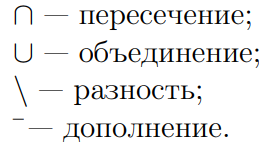 ∩ — пересечение;
∪ — объединение;
\ — разность;
‾ — дополнение.